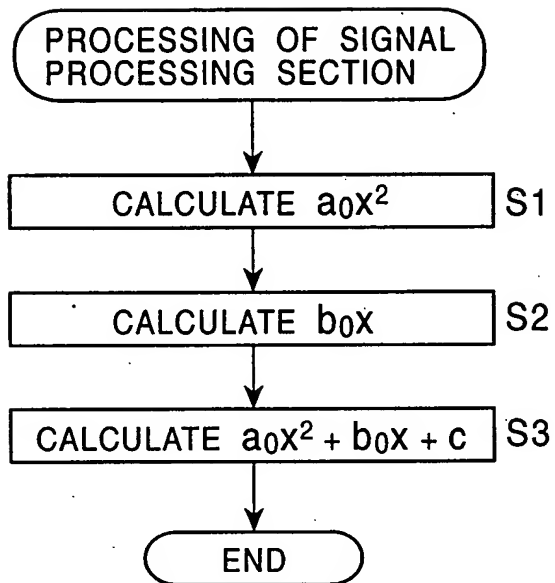 PROCESSING OF SIGNAL
PROCESSING SECTION
CALCULATE a₀x² S1
CALCULATE b₀x S2
CALCULATE a₀x² + b₀x + c S3
END